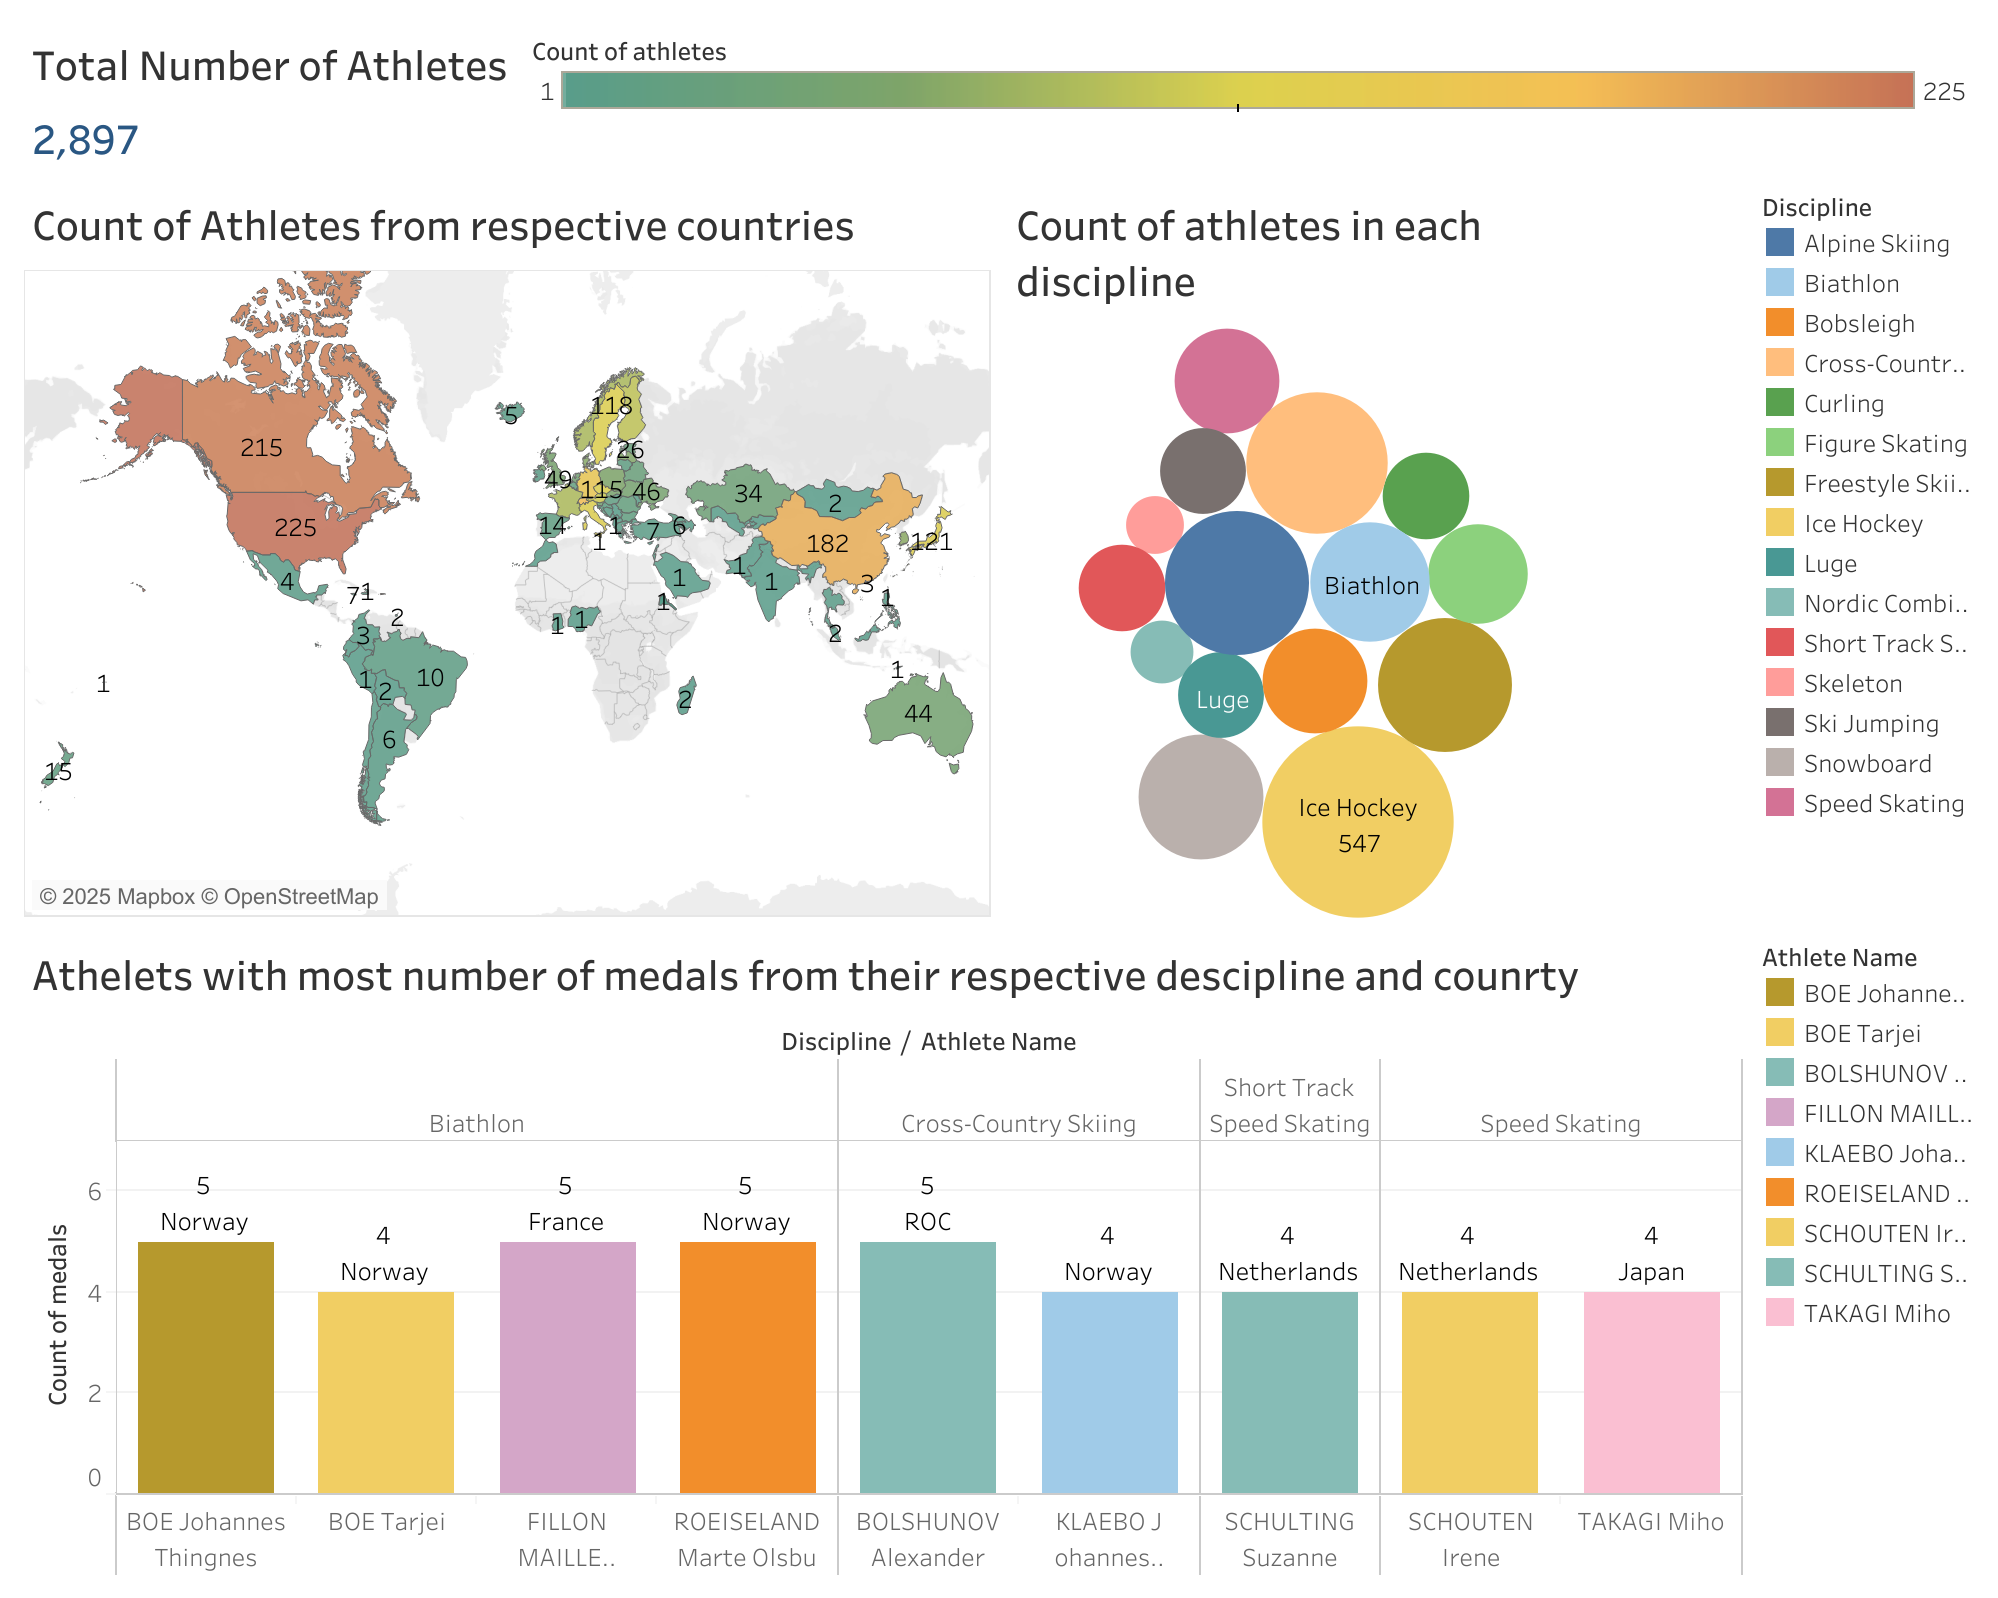 Total Number of Athletes
2,897
Count of athletes
1
225
Count of Athletes from respective countries
215
225
4
7
1
2
3
10
1
2
6
1
15
5
118
26
49
115
46
14
1
7
6
1
34
2
182
121
1
1
1
3
1
1
1
1
2
2
1
44
© 2025 Mapbox © OpenStreetMap
Count of athletes in each
discipline
Biathlon
Luge
Ice Hockey
547
Discipline
Alpine Skiing
Biathlon
Bobsleigh
Cross-Countr..
Curling
Figure Skating
Freestyle Skii..
Ice Hockey
Luge
Nordic Combi..
Short Track S..
Skeleton
Ski Jumping
Snowboard
Speed Skating
Athelets with most number of medals from their respective descipline and counrty
Discipline / Athlete Name
Biathlon
Cross-Country Skiing
Short Track
Speed Skating
Speed Skating
Count of medals
6
4
2
0
5
Norway
4
Norway
5
France
5
Norway
5
ROC
4
Norway
4
Netherlands
4
Netherlands
4
Japan
BOE Johannes
Thingnes
BOE Tarjei
FILLON
MAILLE..
ROEISELAND
Marte Olsbu
BOLSHUNOV
Alexander
KLAEBO J
ohannes..
SCHULTING
Suzanne
SCHOUTEN
Irene
TAKAGI Miho
Athlete Name
BOE Johanne..
BOE Tarjei
BOLSHUNOV ..
FILLON MAILL..
KLAEBO Joha..
ROEISELAND ..
SCHOUTEN Ir..
SCHULTING S..
TAKAGI Miho